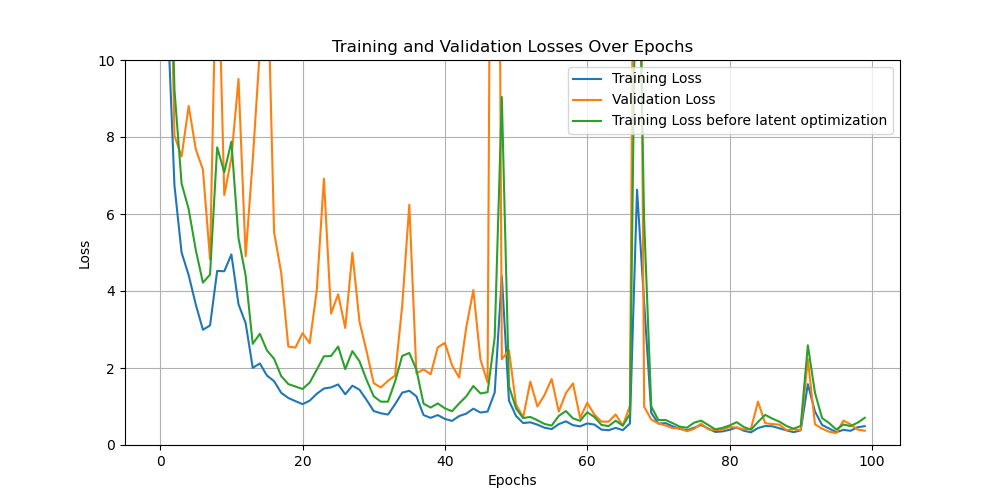 Training and Validation Losses Over Epochs
Training Loss
Validation Loss
Training Loss before latent optimization
Loss
10
8
6
4
2
0
0 20 40 60 80 100
Epochs